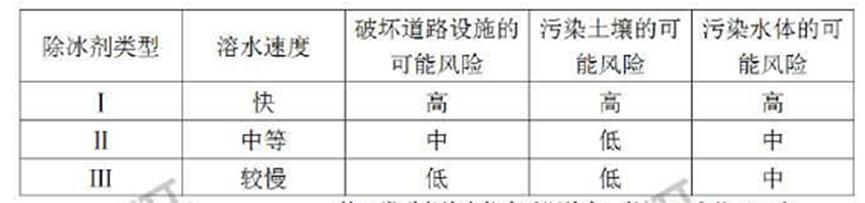 除冰剂类型 溶水速度 破坏道路设施的可能风险 污染土壤的可能风险 污染水体的可能风险
I 快 高 高 高
II 中等 中 低 中
III 较慢 低 低 中